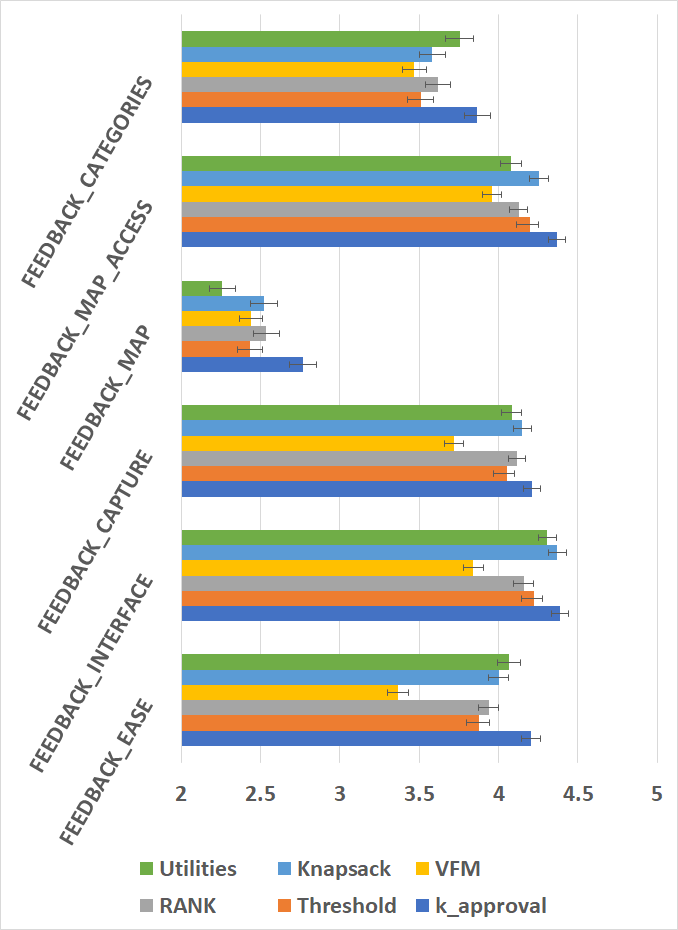 FEEDBACK_CATEGORIES
FEEDBACK_MAP_ACCESS
FEEDBACK_MAP
FEEDBACK_CAPTURE
FEEDBACK_INTERFACE
FEEDBACK_EASE
2 2.5 3 3.5 4 4.5 5
Utilities Knapsack VFM
RANK Threshold k_approval